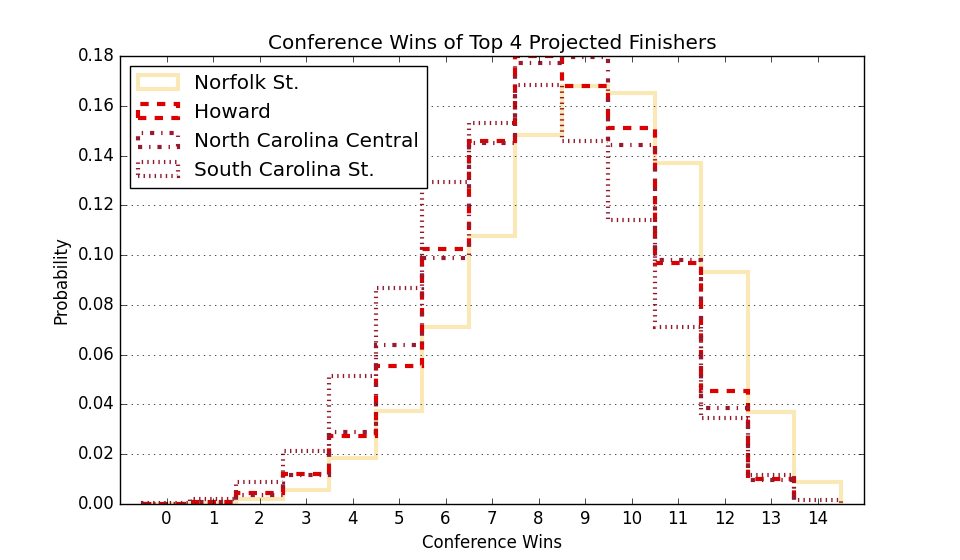 Conference Wins of Top 4 Projected Finishers
0.18
0.16
0.14
0.12
0.10
0.08
0.06
0.04
0.02
0.00
Probability
Norfolk St.
Howard
North Carolina Central
South Carolina St.
0 1 2 3 4 5 6 7 8 9 10 11 12 13 14
Conference Wins